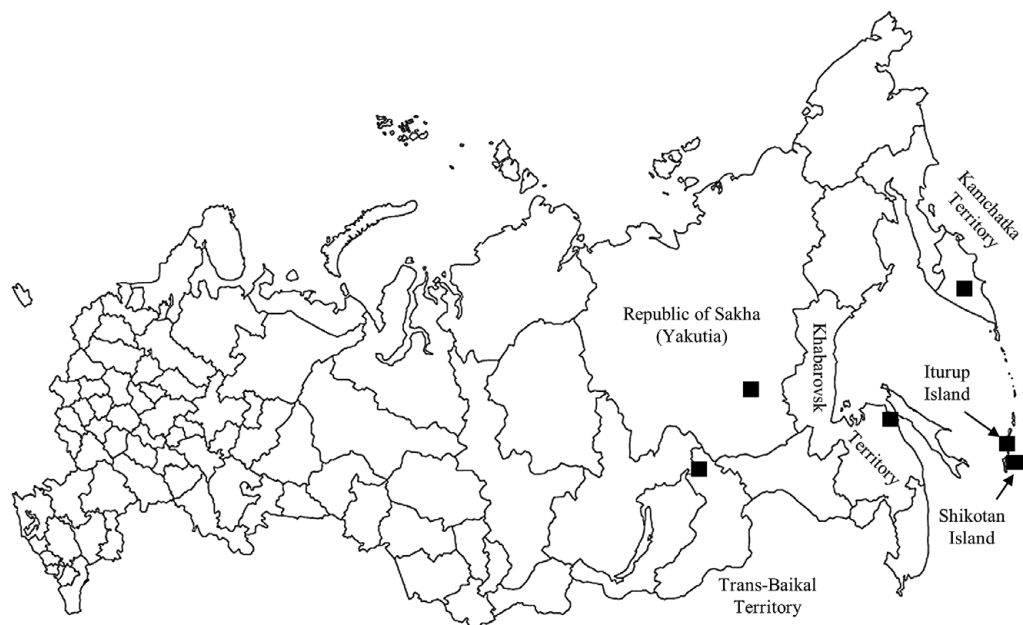 Kamchatka
Territory
Republic of Sakha
(Yakutia)
Khabarovsk
Territory
Iturup
Island
Shikotan
Island
Trans-Baikal
Territory